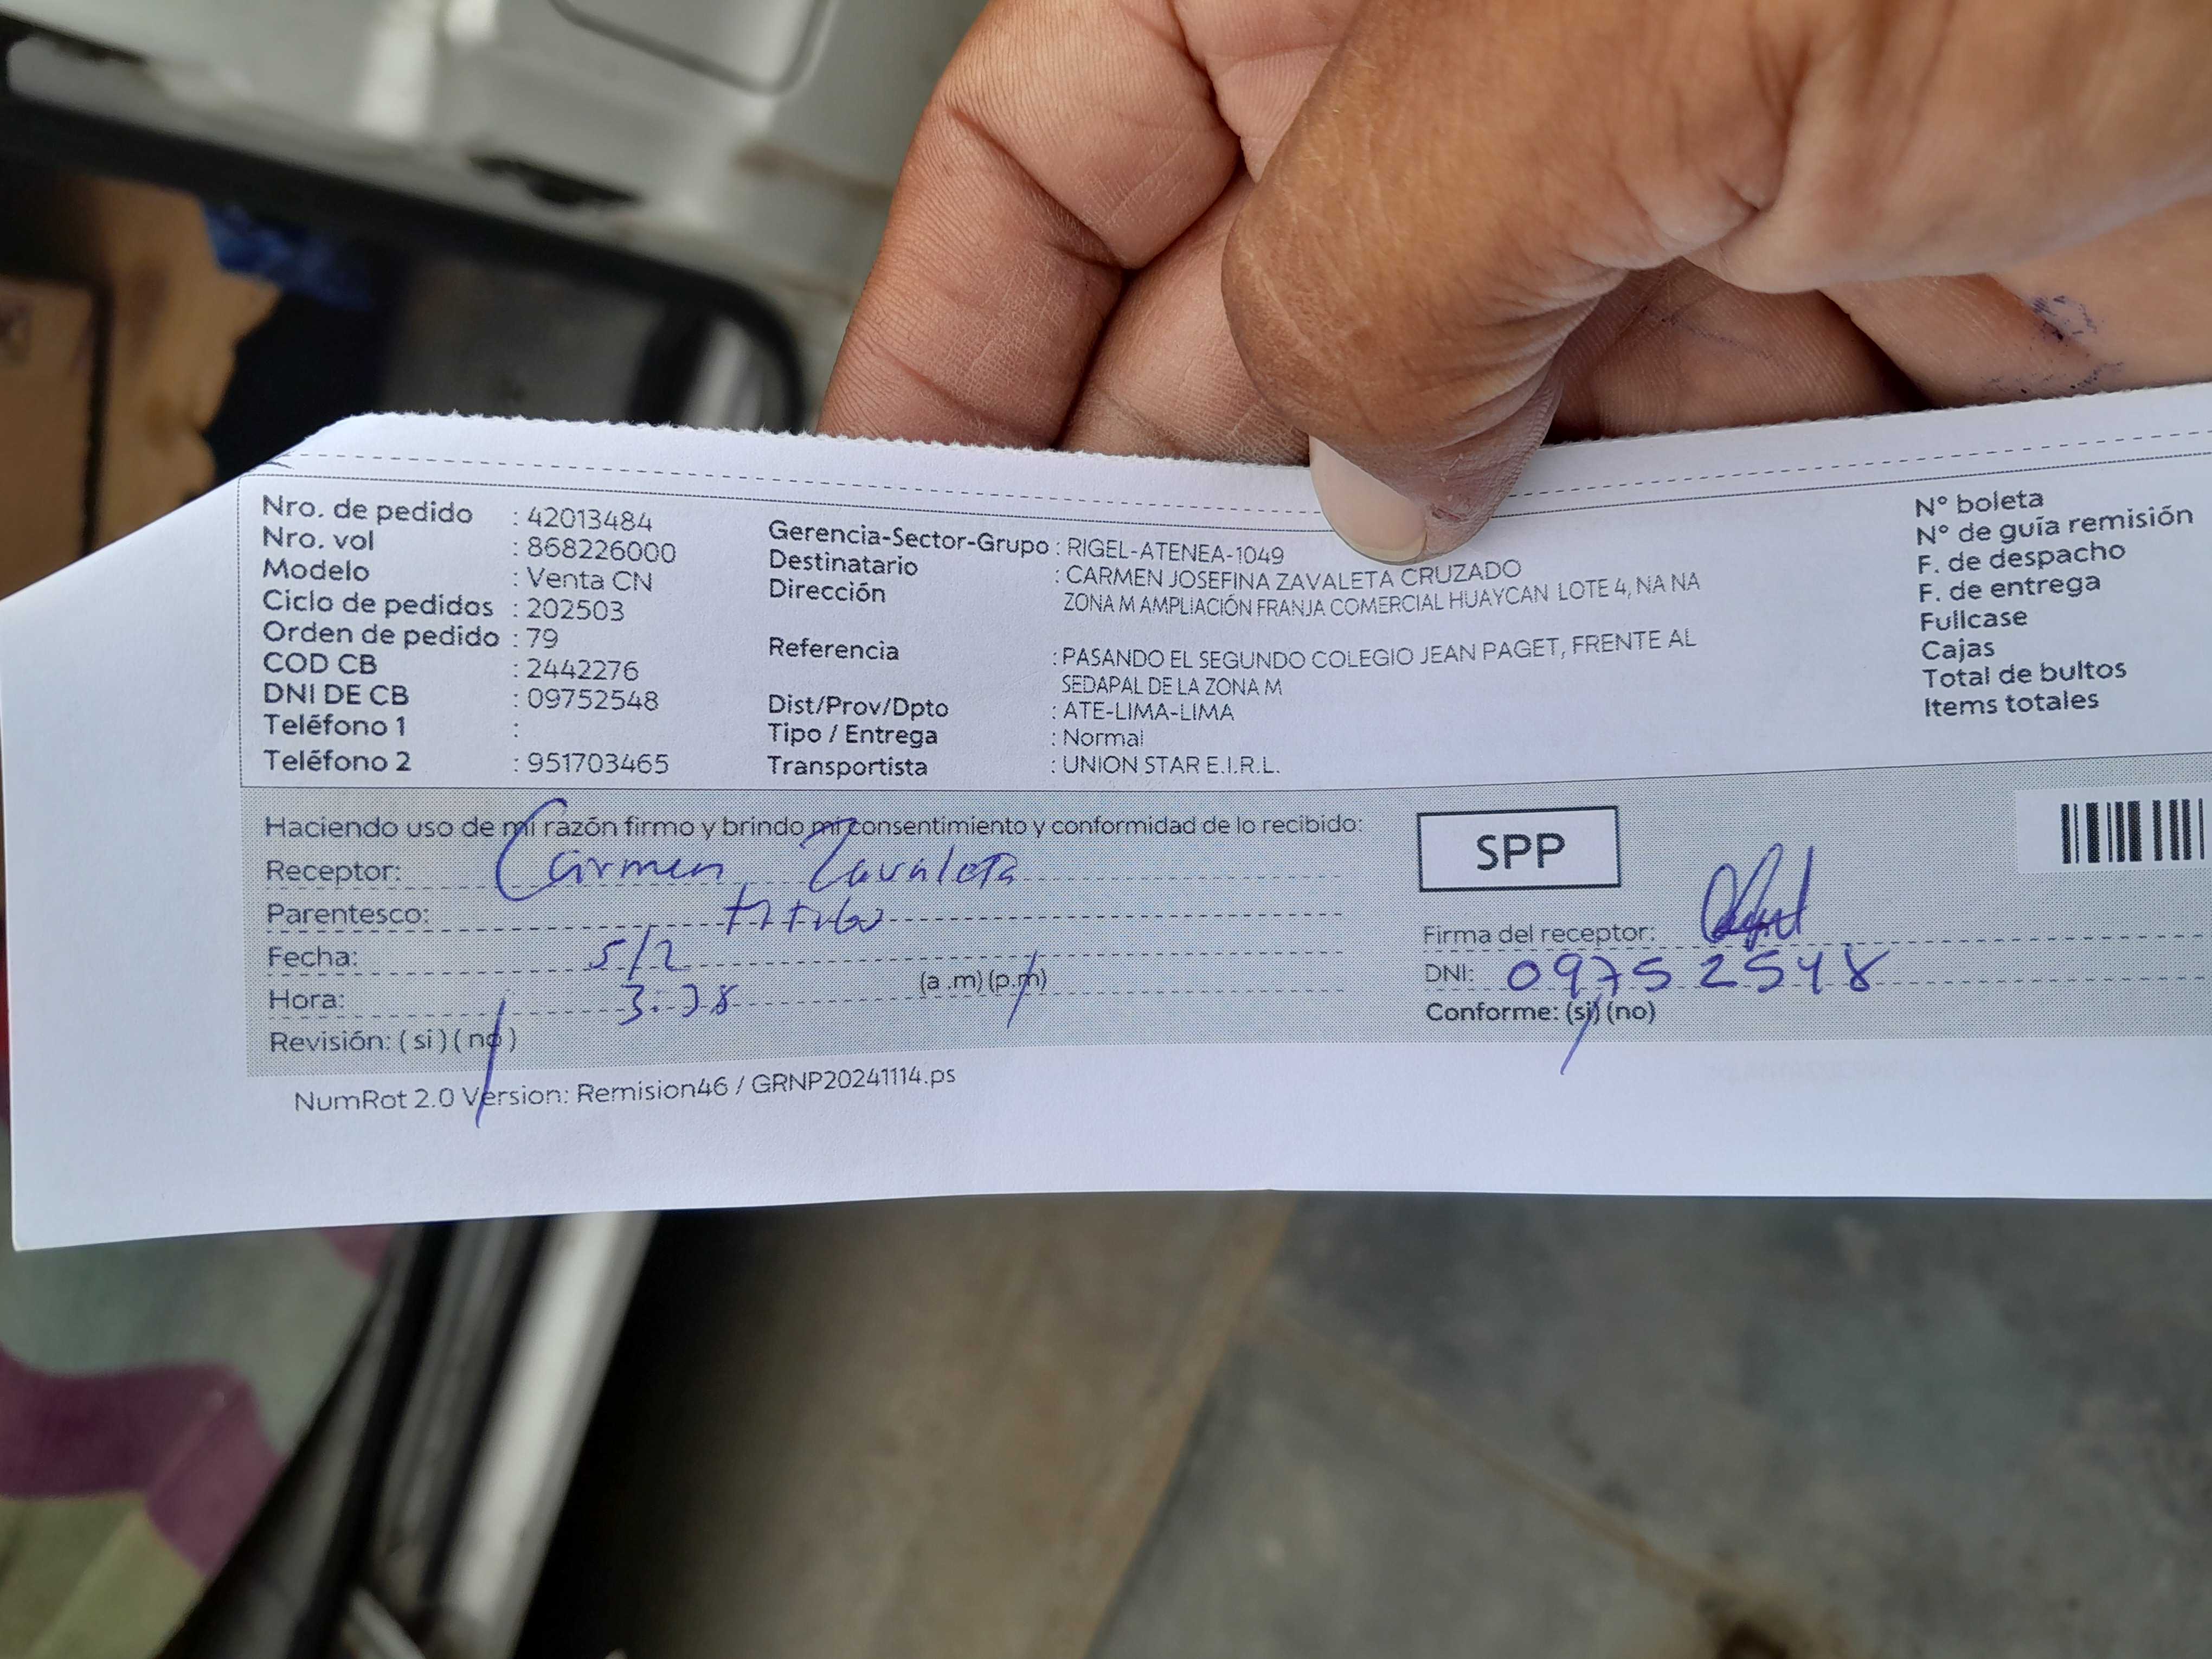 Nro. de pedido : 42013484
Nro. vol : 868226000
Modelo : Venta CN
Ciclo de pedidos : 202503
Orden de pedido : 79
COD CB : 2442276
DNI DE CB : 09752548
Teléfono 1 :
Teléfono 2 : 951703465
Gerencia-Sector-Grupo : RIGEL-ATENEA-1049
Destinatario : CARMEN JOSEFINA ZAVALETA CRUZADO
Dirección ZONA M AMPLIACIÓN FRANJA COMERCIAL HUAYCAN LOTE 4, NA NA
Referencia : PASANDO EL SEGUNDO COLEGIO JEAN PAGET, FRENTE AL
SEDAPAL DE LA ZONA M
Dist/Prov/Dpto : ATE-LIMA-LIMA
Tipo / Entrega : Normal
Transportista : UNION STAR E.I.R.L.
N° boleta
N° de guía remisión
F. de despacho
F. de entrega
Fullcase
Cajas
Total de bultos
Items totales
Haciendo uso de mi razón firmo y brindo mi consentimiento y conformidad de lo recibido:
Receptor: Carmen Zavaleta
Parentesco:
Fecha: 5/2
Hora: (a .m) (p.m)
Revisión: ( si ) ( no )
SPP
Firma del receptor:
DNI: 09752548
Conforme: (si) (no)
NumRot 2.0 Version: Remision46 / GRNP20241114.ps